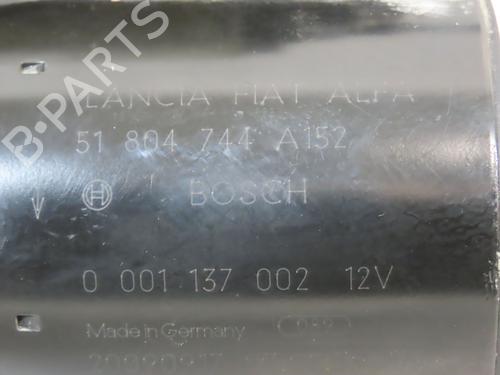 B-PARTS
LANCIA FIAT ALFA
51 804 744 A152
BOSCH
0 001 137 002 12V
Made in Germany